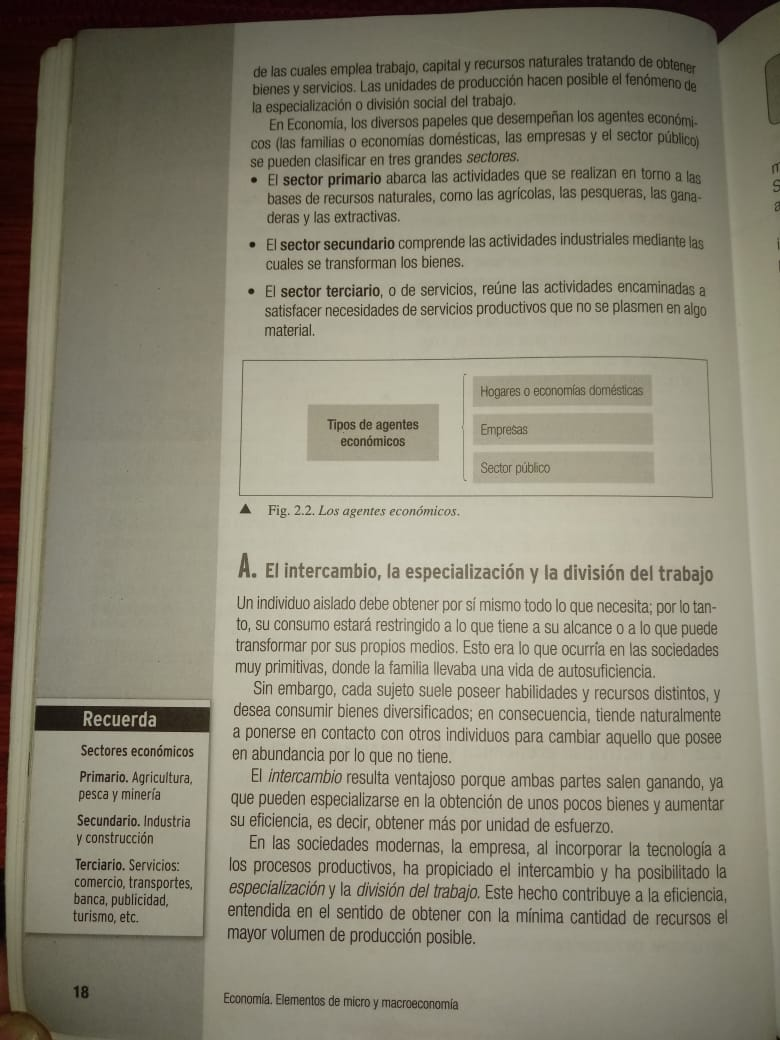 de las cuales emplea trabajo, capital y recursos naturales tratando de obtener
bienes y servicios. Las unidades de producción hacen posible el fenómeno de
la especialización o división social del trabajo.
En Economía, los diversos papeles que desempeñan los agentes económi-
cos (las familias o economías domésticas, las empresas y el sector público)
se pueden clasificar en tres grandes sectores.
• El sector primario abarca las actividades que se realizan en torno a las
bases de recursos naturales, como las agrícolas, las pesqueras, las gana-
deras y las extractivas.
• El sector secundario comprende las actividades industriales mediante las
cuales se transforman los bienes.
• El sector terciario, o de servicios, reúne las actividades encaminadas a
satisfacer necesidades de servicios productivos que no se plasmen en algo
material.
Tipos de agentes
económicos
Hogares o economías domésticas
Empresas
Sector público
▲ Fig. 2.2. Los agentes económicos.
A. El intercambio, la especialización y la división del trabajo
Un individuo aislado debe obtener por sí mismo todo lo que necesita; por lo tan-
to, su consumo estará restringido a lo que tiene a su alcance o a lo que puede
transformar por sus propios medios. Esto era lo que ocurría en las sociedades
muy primitivas, donde la familia llevaba una vida de autosuficiencia.
Sin embargo, cada sujeto suele poseer habilidades y recursos distintos, y
desea consumir bienes diversificados; en consecuencia, tiende naturalmente
a ponerse en contacto con otros individuos para cambiar aquello que posee
en abundancia por lo que no tiene.
El intercambio resulta ventajoso porque ambas partes salen ganando, ya
que pueden especializarse en la obtención de unos pocos bienes y aumentar
su eficiencia, es decir, obtener más por unidad de esfuerzo.
En las sociedades modernas, la empresa, al incorporar la tecnología a
los procesos productivos, ha propiciado el intercambio y ha posibilitado la
especialización y la división del trabajo. Este hecho contribuye a la eficiencia,
entendida en el sentido de obtener con la mínima cantidad de recursos el
mayor volumen de producción posible.
Recuerda
Sectores económicos
Primario. Agricultura,
pesca y minería
Secundario. Industria
y construcción
Terciario. Servicios:
comercio, transportes,
banca, publicidad,
turismo, etc.
18
Economía. Elementos de micro y macroeconomía